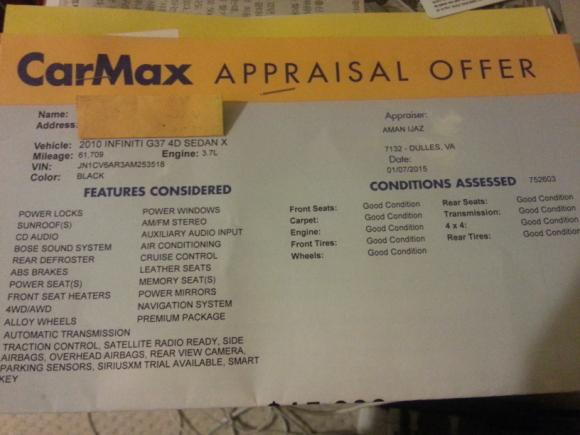 CarMax APPRAISAL OFFER
Name:
Address:
Vehicle: 2010 INFINITI G37 4D SEDAN X
Mileage: 61,709 Engine: 3.7L
VIN: JN1CV6AR3AM253518
Color: BLACK
Appraiser:
AMAN IJAZ
7132 - DULLES, VA
Date:
01/07/2015
FEATURES CONSIDERED
POWER LOCKS
SUNROOF(S)
CD AUDIO
BOSE SOUND SYSTEM
REAR DEFROSTER
ABS BRAKES
POWER SEAT(S)
FRONT SEAT HEATERS
4WD/AWD
ALLOY WHEELS
AUTOMATIC TRANSMISSION
POWER WINDOWS
AM/FM STEREO
AUXILIARY AUDIO INPUT
AIR CONDITIONING
CRUISE CONTROL
LEATHER SEATS
MEMORY SEAT(S)
POWER MIRRORS
NAVIGATION SYSTEM
PREMIUM PACKAGE
TRACTION CONTROL, SATELLITE RADIO READY, SIDE
AIRBAGS, OVERHEAD AIRBAGS, REAR VIEW CAMERA,
PARKING SENSORS, SIRIUSXM TRIAL AVAILABLE, SMART
KEY
CONDITIONS ASSESSED 752603
Front Seats: Good Condition
Carpet: Good Condition
Engine: Good Condition
Front Tires: Good Condition
Wheels: Good Condition
Rear Seats: Good Condition
Transmission: Good Condition
4 x 4: Good Condition
Rear Tires: Good Condition